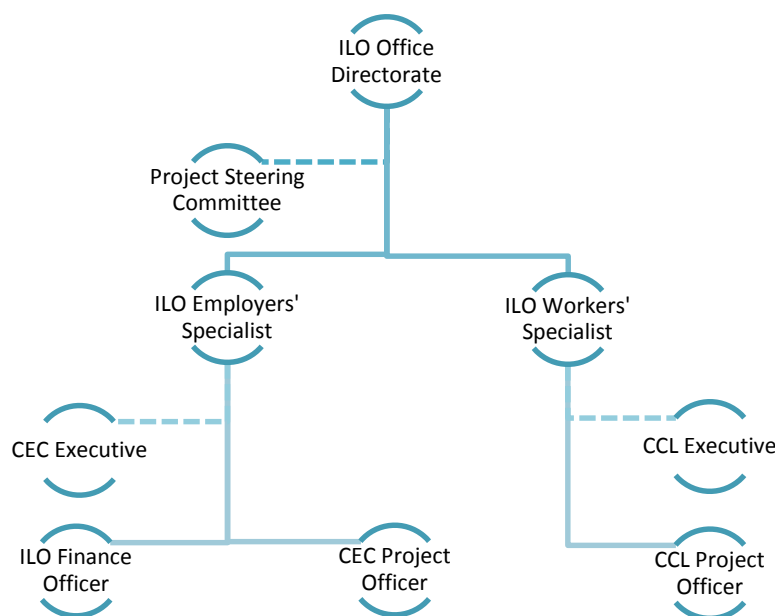 ILO Office
Directorate
Project Steering
Committee
ILO Employers'
Specialist
ILO Workers'
Specialist
CEC Executive
CCL Executive
ILO Finance
Officer
CEC Project
Officer
CCL Project
Officer